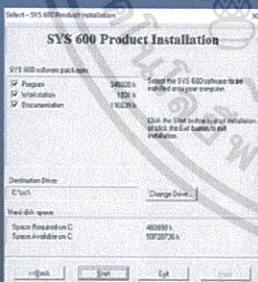 Select - SYS 600 Product installation
SYS 600 Product Installation
SYS 600 software packages
Program
Workstation
Documentation
Select the SYS 600 software to be
installed onto your computer.
Click the Start button to start installation
or click the Exit button to exit
installation.
Destination Drive
C:\sc\
Change Drive...
Hard disk space
Space Required on C:
Space Available on C:
<<Back
Start
Exit